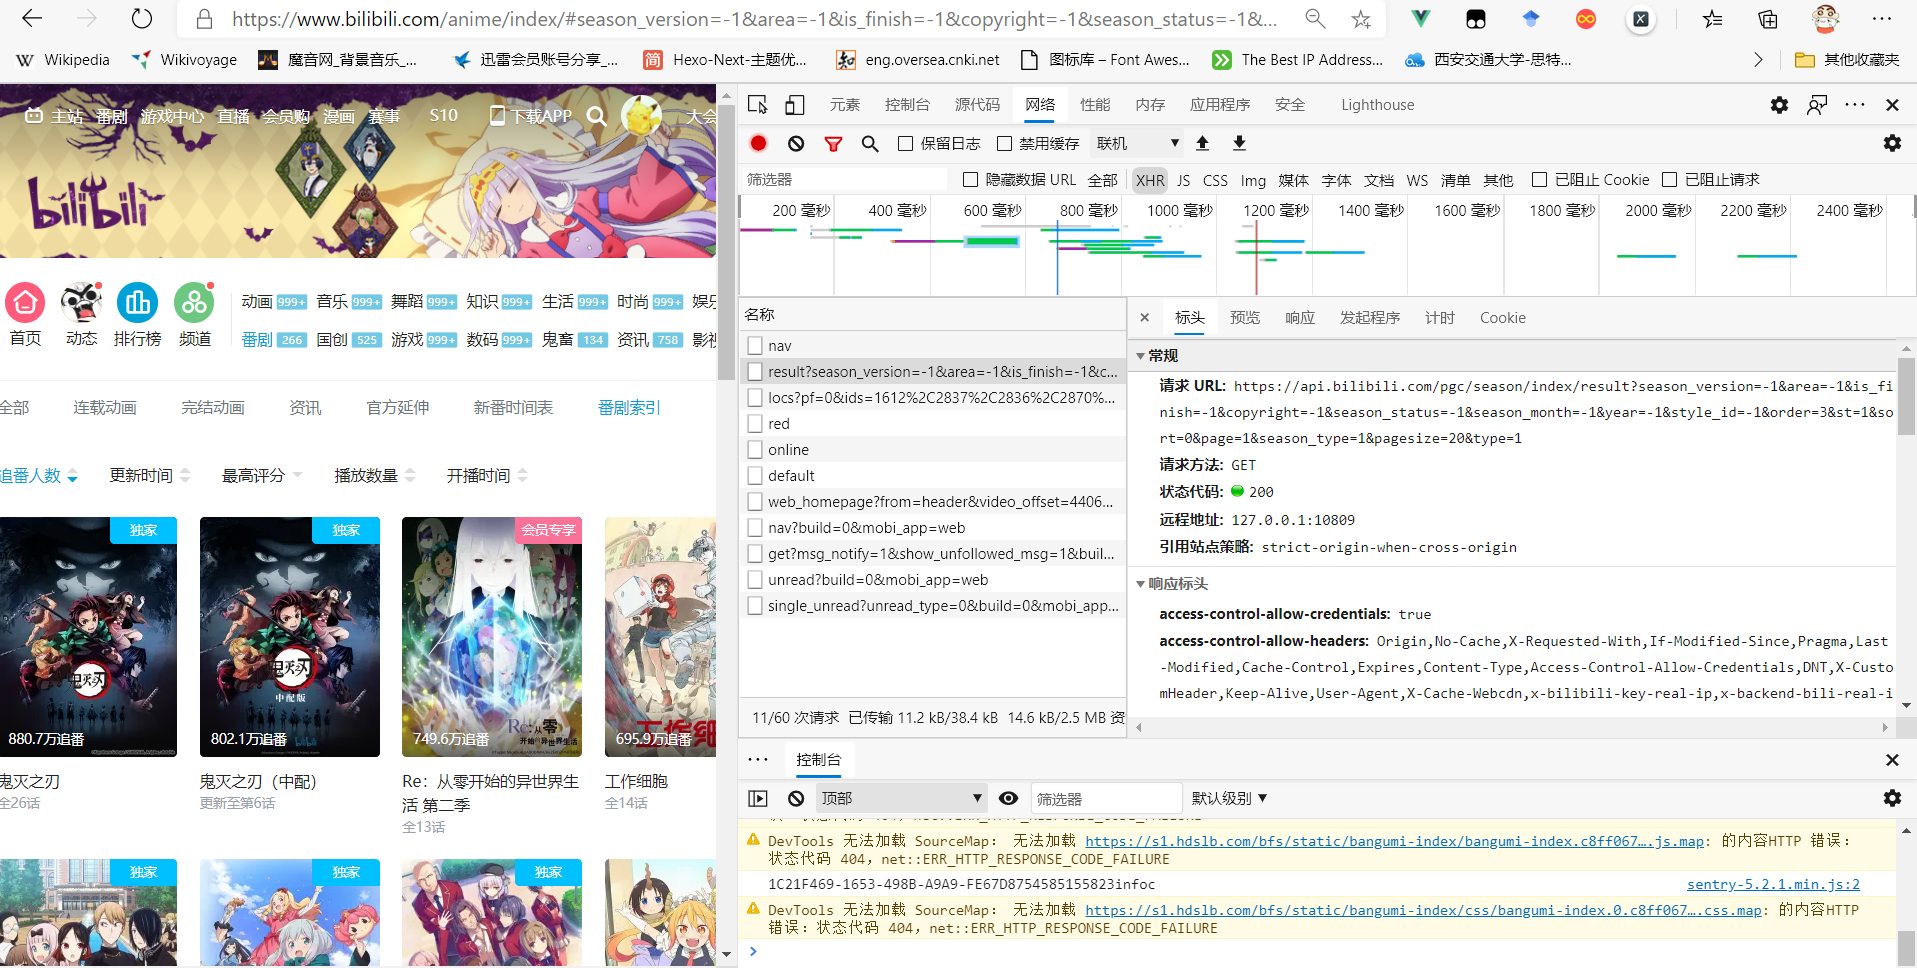 https://www.bilibili.com/anime/index/#season_version=-1&area=-1&is_finish=-1&copyright=-1&season_status=-1&...
Wikipedia
Wikivoyage
魔音网_背景音乐_...
迅雷会员账号分享_...
简 Hexo-Next-主题优...
eng.oversea.cnki.net
图标库 – Font Awes...
The Best IP Address...
西安交通大学-思特...
其他收藏夹
主站 番剧 游戏中心 直播 会员购 漫画 赛事 S10 下载APP 大会
bilibili
首页 动态 排行榜 频道
动画 999+ 音乐 999+ 舞蹈 999+ 知识 999+ 生活 999+ 时尚 999+ 娱乐
番剧 266 国创 525 游戏 999+ 数码 999+ 鬼畜 134 资讯 758 影视
全部 连载动画 完结动画 资讯 官方延伸 新番时间表 番剧索引
追番人数 更新时间 最高评分 播放数量 开播时间
独家 独家 会员专享
鬼灭之刃
鬼灭之刃
中配版
Re:从零
开始的异世界生活
工作细
880.7万追番 802.1万追番 749.6万追番 695.9万追番
鬼灭之刃
全26话
鬼灭之刃（中配）
更新至第6话
Re：从零开始的异世界生
活 第二季
全13话
工作细胞
全14话
独家 独家 独家
元素 控制台 源代码 网络 性能 内存 应用程序 安全 Lighthouse
保留日志 禁用缓存 联机
筛选器 隐藏数据 URL 全部 XHR JS CSS Img 媒体 字体 文档 WS 清单 其他 已阻止 Cookie 已阻止请求
200 毫秒 400 毫秒 600 毫秒 800 毫秒 1000 毫秒 1200 毫秒 1400 毫秒 1600 毫秒 1800 毫秒 2000 毫秒 2200 毫秒 2400 毫秒
名称
nav
result?season_version=-1&area=-1&is_finish=-1&c...
locs?pf=0&ids=1612%2C2837%2C2836%2C2870%...
red
online
default
web_homepage?from=header&video_offset=4406...
nav?build=0&mobi_app=web
get?msg_notify=1&show_unfollowed_msg=1&buil...
unread?build=0&mobi_app=web
single_unread?unread_type=0&build=0&mobi_app...
11/60 次请求 已传输 11.2 kB/38.4 kB 14.6 kB/2.5 MB 资
× 标头 预览 响应 发起程序 计时 Cookie
常规
请求 URL: https://api.bilibili.com/pgc/season/index/result?season_version=-1&area=-1&is_fi
nish=-1&copyright=-1&season_status=-1&season_month=-1&year=-1&style_id=-1&order=3&st=1&so
rt=0&page=1&season_type=1&pagesize=20&type=1
请求方法: GET
状态代码: 200
远程地址: 127.0.0.1:10809
引用站点策略: strict-origin-when-cross-origin
响应标头
access-control-allow-credentials: true
access-control-allow-headers: Origin,No-Cache,X-Requested-With,If-Modified-Since,Pragma,Last
-Modified,Cache-Control,Expires,Content-Type,Access-Control-Allow-Credentials,DNT,X-Custo
mHeader,Keep-Alive,User-Agent,X-Cache-Webcdn,x-bilibili-key-real-ip,x-backend-bili-real-i
控制台
顶部 筛选器 默认级别
DevTools 无法加载 SourceMap: 无法加载 https://s1.hdslb.com/bfs/static/bangumi-index/bangumi-index.c8ff067….js.map: 的内容HTTP 错误:
状态代码 404, net::ERR_HTTP_RESPONSE_CODE_FAILURE
1C21F469-1653-498B-A9A9-FE67D8754585155823infoc sentry-5.2.1.min.js:2
DevTools 无法加载 SourceMap: 无法加载 https://s1.hdslb.com/bfs/static/bangumi-index/css/bangumi-index.0.c8ff067….css.map: 的内容HTTP
错误: 状态代码 404, net::ERR_HTTP_RESPONSE_CODE_FAILURE